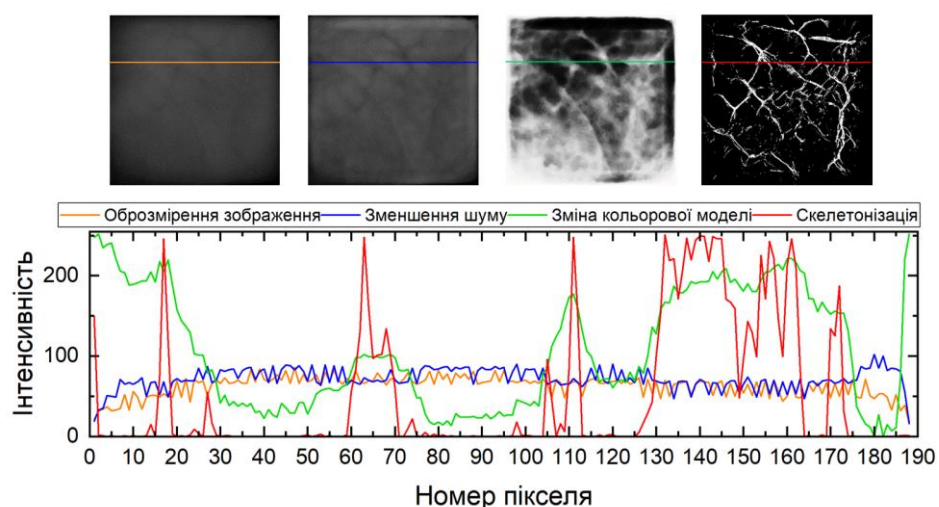 Оброзмірення зображення Зменшення шуму Зміна кольорової моделі Скелетонізація
Інтенсивність
200
100
0
0 10 20 30 40 50 60 70 80 90 100 110 120 130 140 150 160 170 180 190
Номер пікселя